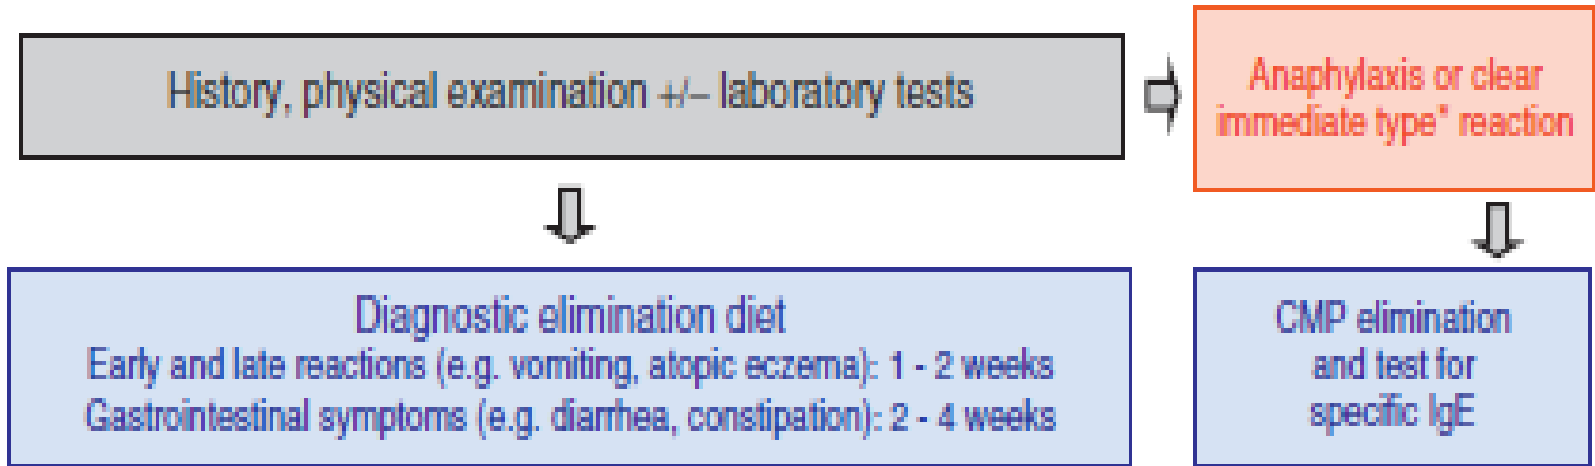 History, physical examination +/– laboratory tests
Anaphylaxis or clear
immediate type* reaction
Diagnostic elimination diet
Early and late reactions (e.g. vomiting, atopic eczema): 1 - 2 weeks
Gastrointestinal symptoms (e.g. diarrhea, constipation): 2 - 4 weeks
CMP elimination
and test for
specific IgE